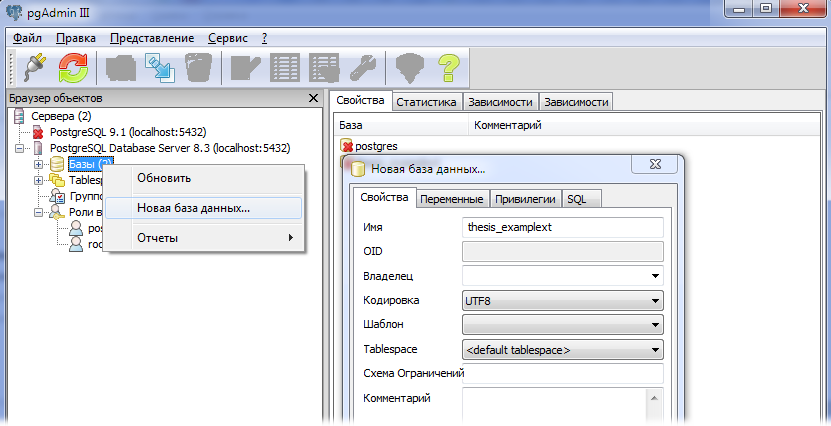 pgAdmin III
Файл Правка Представление Сервис ?
Браузер объектов
Сервера (2)
PostgreSQL 9.1 (localhost:5432)
PostgreSQL Database Server 8.3 (localhost:5432)
Базы (2)
Tables
Группо
Роли в
pos
roo
Обновить
Новая база данных...
Отчеты
Свойства Статистика Зависимости Зависимости
База Комментарий
postgres
Новая база данных...
Свойства Переменные Привилегии SQL
Имя thesis_examplext
OID
Владелец
Кодировка UTF8
Шаблон
Tablespace <default tablespace>
Схема Ограничений
Комментарий